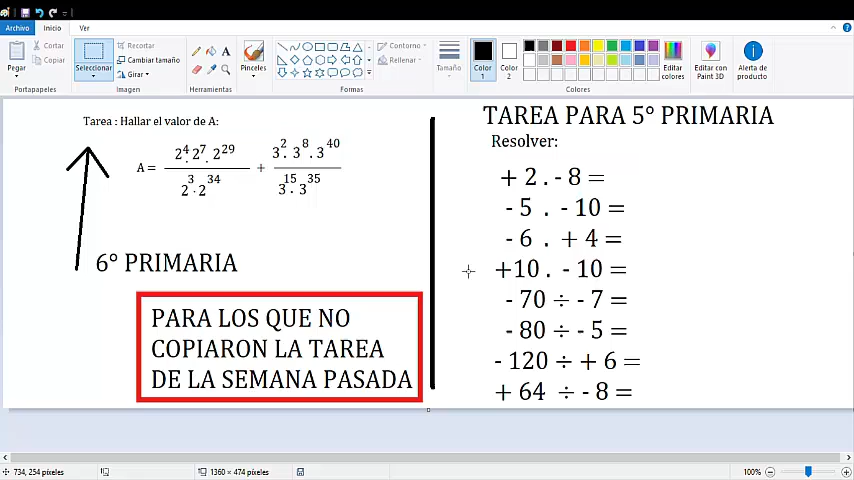 Archivo Inicio Ver
Pegar
Cortar
Copiar
Portapapeles
Seleccionar
Recortar
Cambiar tamaño
Girar
Imagen
A
Herramientas
Pinceles
Contorno
Rellenar
Formas
Tamaño
Color 1
Color 2
Editar colores
Colores
Editar con Paint 3D
Alerta de producto
Tarea : Hallar el valor de A:
A = (2⁴ . 2⁷ . 2²⁹) / (2³ . 2³⁴) + (3² . 3⁸ . 3⁴⁰) / (3¹⁵ . 3³⁵)
6° PRIMARIA
PARA LOS QUE NO
COPIARON LA TAREA
DE LA SEMANA PASADA
TAREA PARA 5° PRIMARIA
Resolver:
+ 2 . - 8 =
- 5 . - 10 =
- 6 . + 4 =
+10 . - 10 =
- 70 ÷ - 7 =
- 80 ÷ - 5 =
- 120 ÷ + 6 =
+ 64 ÷ - 8 =
734, 254 píxeles
1360 × 474 píxeles
100%